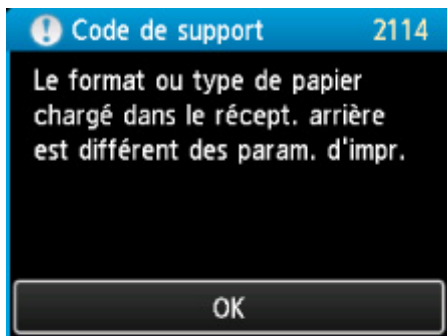 Code de support 2114
Le format ou type de papier
chargé dans le récept. arrière
est différent des param. d'impr.
OK